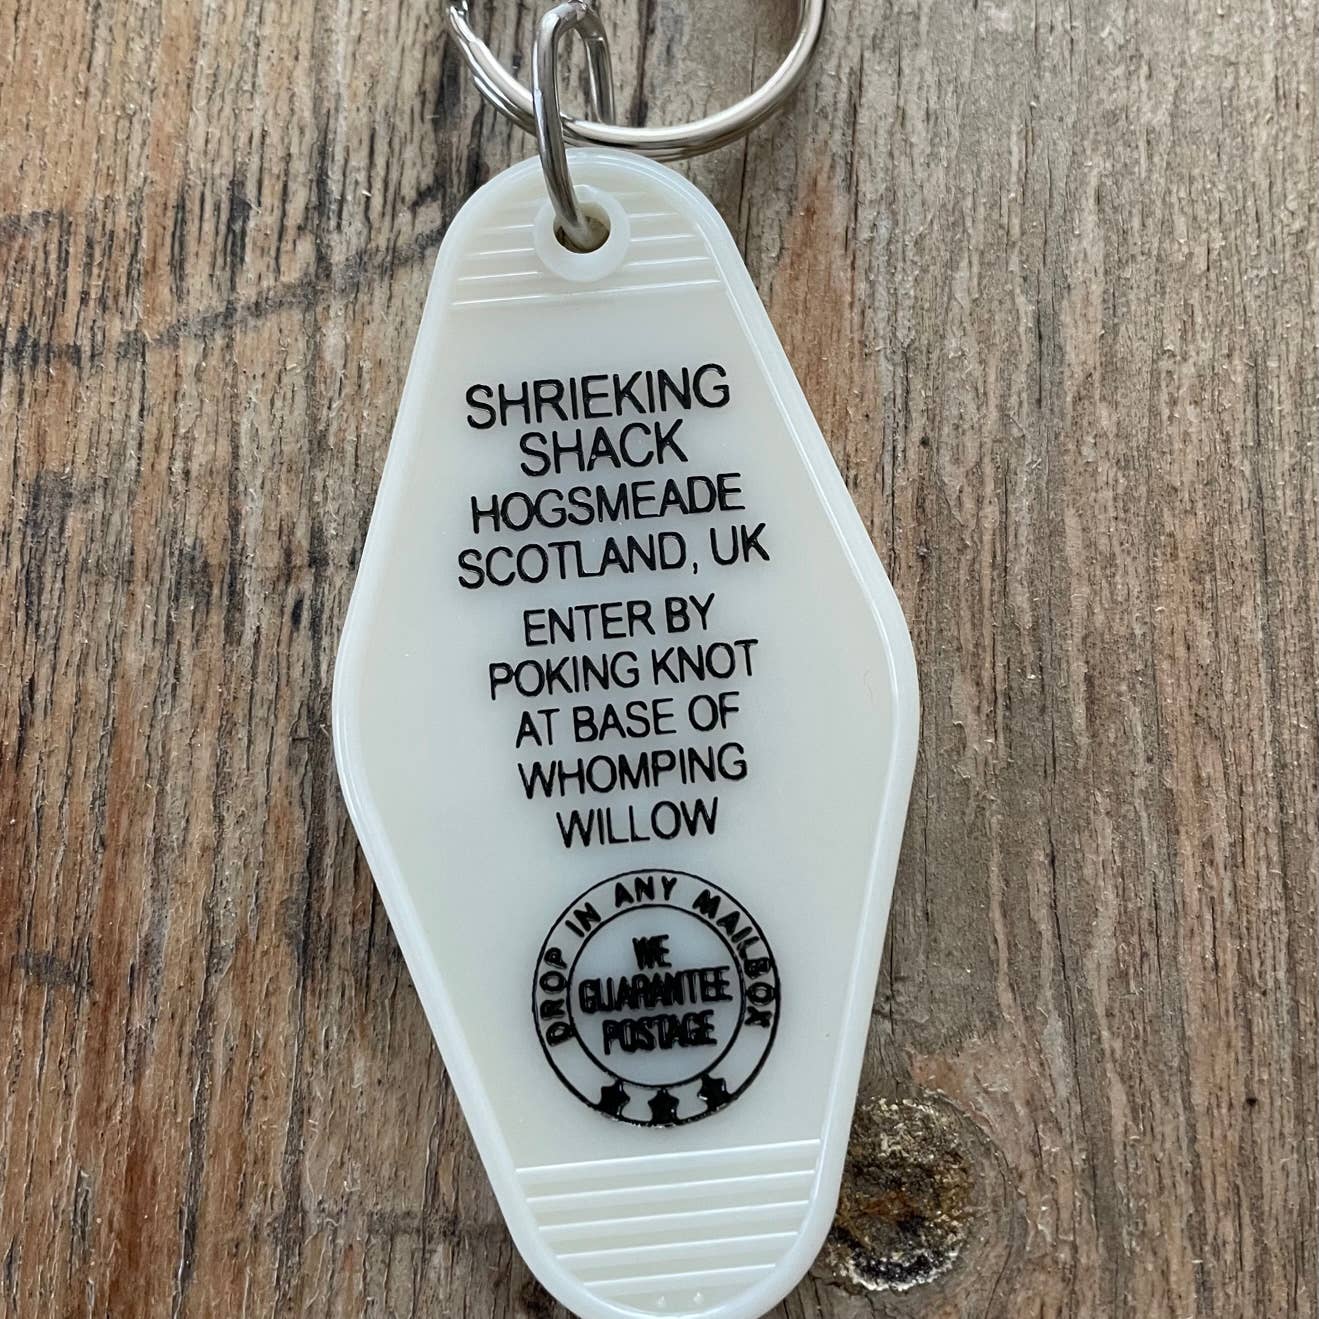 SHRIEKING
SHACK
HOGSMEADE
SCOTLAND, UK
ENTER BY
POKING KNOT
AT BASE OF
WHOMPING
WILLOW
DROP IN ANY MAILBOX
WE
GUARANTEE
POSTAGE